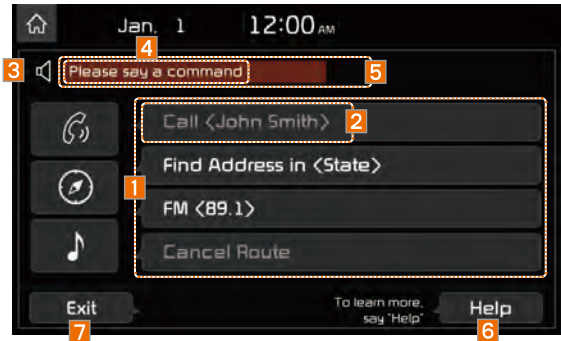 Jan. 1 12:00 AM
4
3 Please say a command 5
Call <John Smith> 2
Find Address in <State>
1
FM <89.1>
Cancel Route
Exit To learn more, Help
say "Help"
7 6